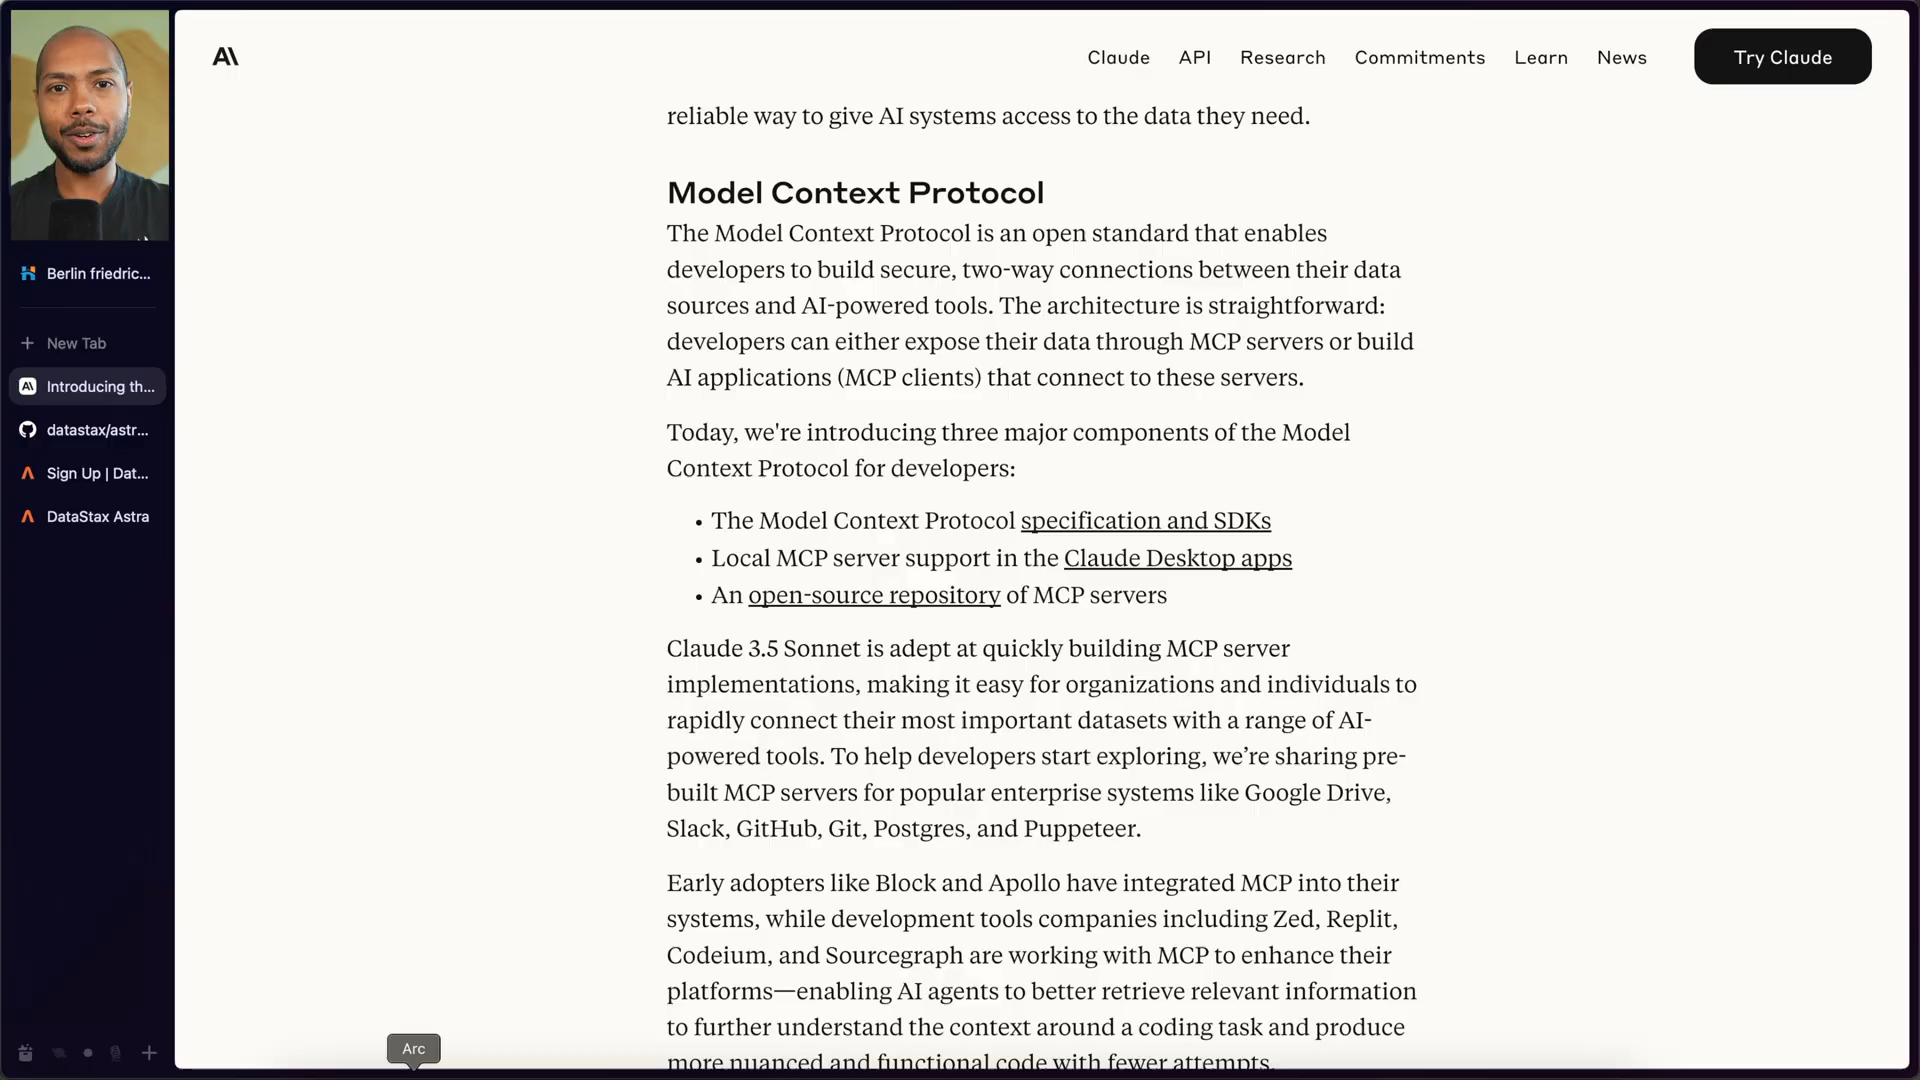 Claude API Research Commitments Learn News Try Claude
reliable way to give AI systems access to the data they need.
Model Context Protocol
The Model Context Protocol is an open standard that enables
developers to build secure, two-way connections between their data
sources and AI-powered tools. The architecture is straightforward:
developers can either expose their data through MCP servers or build
AI applications (MCP clients) that connect to these servers.
Today, we're introducing three major components of the Model
Context Protocol for developers:
• The Model Context Protocol specification and SDKs
• Local MCP server support in the Claude Desktop apps
• An open-source repository of MCP servers
Claude 3.5 Sonnet is adept at quickly building MCP server
implementations, making it easy for organizations and individuals to
rapidly connect their most important datasets with a range of AI-
powered tools. To help developers start exploring, we’re sharing pre-
built MCP servers for popular enterprise systems like Google Drive,
Slack, GitHub, Git, Postgres, and Puppeteer.
Early adopters like Block and Apollo have integrated MCP into their
systems, while development tools companies including Zed, Replit,
Codeium, and Sourcegraph are working with MCP to enhance their
platforms—enabling AI agents to better retrieve relevant information
to further understand the context around a coding task and produce
more nuanced and functional code with fewer attempts.
Berlin friedric...
New Tab
Introducing th...
datastax/astr...
Sign Up | Dat...
DataStax Astra
Arc